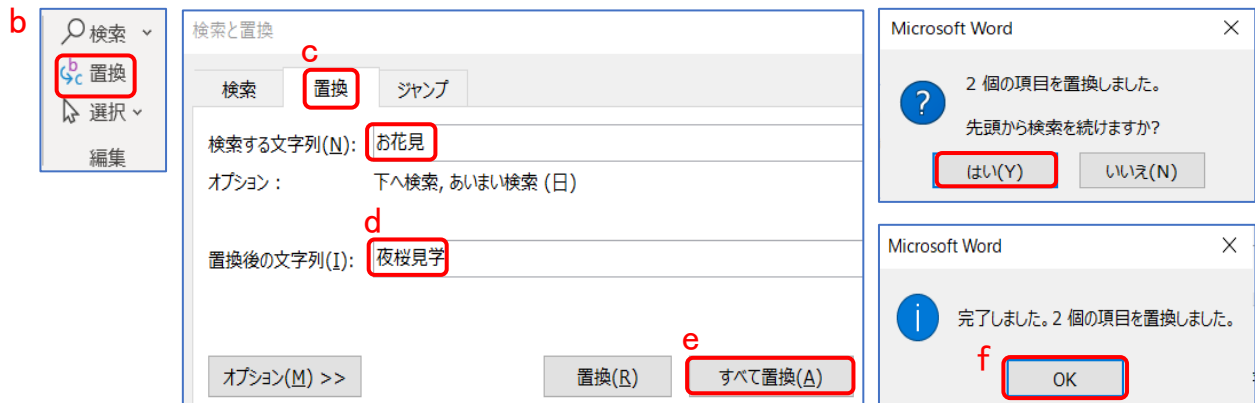 b
検索
置換
選択
編集
検索と置換
c
検索 置換 ジャンプ
検索する文字列(N): お花見
オプション： 下へ検索, あいまい検索 (日)
d
置換後の文字列(I): 夜桜見学
e
オプション(M) >> 置換(R) すべて置換(A)
Microsoft Word
2 個の項目を置換しました。
先頭から検索を続けますか?
はい(Y) いいえ(N)
Microsoft Word
完了しました。2 個の項目を置換しました。
f
OK